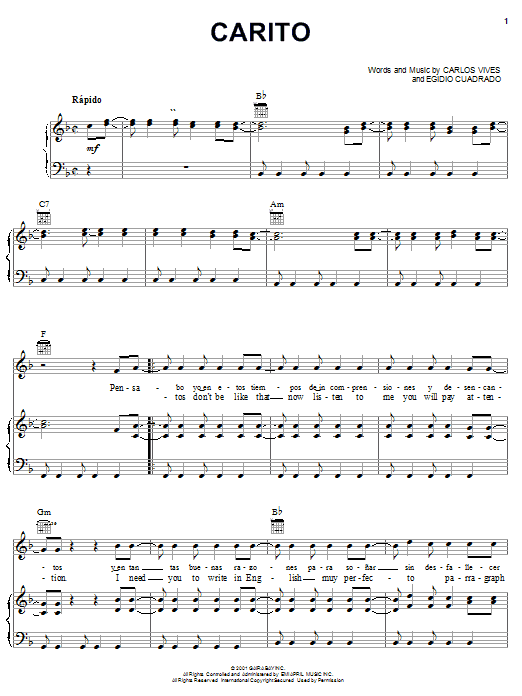 1
CARITO
Words and Music by CARLOS VIVES
and EGIDIO CUADRADO
Rápido
B♭
mf
C7
Am
F
Pen - sa - bo yo en e tos tiem - pos de in com pren - sio - nes y de sen - can -
tos don't be like that now lis - ten to me you will pay at - ten -
Gm
B♭
tos y en tan - tas bue nas ra - zo - nes pa ra so ñar sin des fa - lle - cer
tion. I need you to write in Eng - lish muy per fec - to pa - rra graph
© 2001 GAIRA BAY INC.
All Rights Controlled and Administered by EMI APRIL MUSIC INC.
All Rights Reserved International Copyright Secured Used by Permission